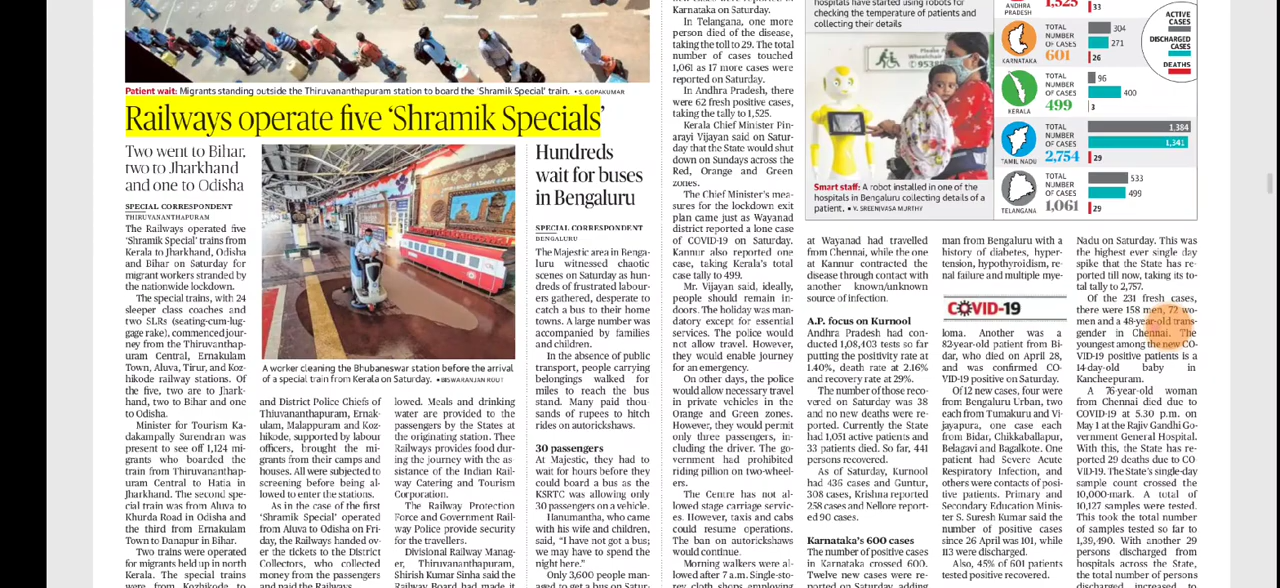 Patient wait: Migrants standing outside the Thiruvananthapuram station to board the 'Shramik Special' train. • S. GOPAKUMAR
Railways operate five 'Shramik Specials'
Two went to Bihar,
two to Jharkhand
and one to Odisha
SPECIAL CORRESPONDENT
THIRUVANANTHAPURAM
The Railways operated five
'Shramik Special' trains from
Kerala to Jharkhand, Odisha
and Bihar on Saturday for
migrant workers stranded by
the nationwide lockdown.
The special trains, with 24
sleeper class coaches and
two SLRs (seating-cum-lug-
gage rake), commenced jour-
ney from the Thiruvanthap-
uram Central, Ernakulam
Town, Aluva, Tirur, and Koz-
hikode railway stations. Of
the five, two are to Jhark-
hand, two to Bihar and one
to Odisha.
Minister for Tourism Ka-
dakampally Surendran was
present to see off 1,124 mi-
grants who boarded the
train from Thiruvananthap-
uram Central to Hatia in
Jharkhand. The second spe-
cial train was from Aluva to
Khurda Road in Odisha and
the third from Ernakulam
Town to Danapur in Bihar.
Two trains were operated
for migrants held up in north
Kerala. The special trains
were from Kozhikode to
A worker cleaning the Bhubaneswar station before the arrival
of a special train from Kerala on Saturday. • BISWARANJAN ROUT
and District Police Chiefs of
Thiuvananthapuram, Ernak-
ulam, Malappuram and Koz-
hikode, supported by labour
officers, brought the mi-
grants from their camps and
houses. All were subjected to
screening before being al-
lowed to enter the stations.
As in the case of the first
'Shramik Special' operated
from Aluva to Odisha on Fri-
day, the Railways handed ov-
er the tickets to the District
Collectors, who collected
money from the passengers
and paid the Railways.
lowed. Meals and drinking
water are provided to the
passengers by the States at
the originating station. Thee
Railways provides food dur-
ing the journey with the as-
sistance of the Indian Rail-
way Catering and Tourism
Corporation.
The Railway Protection
Force and Government Rail-
way Police provide security
for the travellers.
Divisional Railway Manag-
er, Thiruvananthapuram,
Shirish Kumar Sinha said the
Railway Board had made it
Hundreds
wait for buses
in Bengaluru
SPECIAL CORRESPONDENT
BENGALURU
The Majestic area in Benga-
luru witnessed chaotic
scenes on Saturday as hun-
dreds of frustrated labour-
ers gathered, desperate to
catch a bus to their home
towns. A large number was
accompanied by families
and children.
In the absence of public
transport, people carrying
belongings walked for
miles to reach the bus
stand. Many paid thou-
sands of rupees to hitch
rides on autorickshaws.
30 passengers
At Majestic, they had to
wait for hours before they
could board a bus as the
KSRTC was allowing only
30 passengers on a vehicle.
Hanumantha, who came
with his wife and children,
said, "I have not got a bus;
we may have to spend the
night here."
Only 3,600 people man-
aged to get a bus on Satur-
Karnataka on Saturday.
In Telangana, one more
person died of the disease,
taking the toll to 29. The total
number of cases touched
1,061 as 17 more cases were
reported on Saturday.
In Andhra Pradesh, there
were 62 fresh positive cases,
taking the tally to 1,525.
Kerala Chief Minister Pin-
arayi Vijayan said on Satur-
day that the State would shut
down on Sundays across the
Red, Orange and Green
zones.
The Chief Minister's mea-
sures for the lockdown exit
plan came just as Wayanad
district reported a lone case
of COVID-19 on Saturday.
Kannur also reported one
case, taking Kerala's total
case tally to 499.
Mr. Vijayan said, ideally,
people should remain in-
doors. The holiday was man-
datory except for essential
services. The police would
not allow travel. However,
they would enable journey
for an emergency.
On other days, the police
would allow necessary travel
in private vehicles in the
Orange and Green zones.
However, they would permit
only three passengers, in-
cluding the driver. The go-
vernment had prohibited
riding pillion on two-wheel-
ers.
The Centre has not al-
lowed stage carriage servic-
es. However, taxis and cabs
could resume operations.
The ban on autorickshaws
would continue.
Morning walkers were al-
lowed after 7 a.m. Single-sto-
rey cloth shops employing
hospitals have started using robots for
checking the temperature of patients and
collecting their details
Smart staff: A robot installed in one of the
hospitals in Bengaluru collecting details of a
patient. • V. SREENIVASA MURTHY
ANDHRA
PRADESH
1,525
33
ACTIVE
CASES
DISCHARGED
CASES
DEATHS
KARNATAKA
TOTAL
NUMBER
OF CASES
601
304
271
26
KERALA
TOTAL
NUMBER
OF CASES
499
96
400
3
TAMIL NADU
TOTAL
NUMBER
OF CASES
2,754
1,384
1,341
29
TELANGANA
TOTAL
NUMBER
OF CASES
1,061
533
499
29
at Wayanad had travelled
from Chennai, while the one
at Kannur contracted the
disease through contact with
another known/unknown
source of infection.
A.P. focus on Kurnool
Andhra Pradesh had con-
ducted 1,08,403 tests so far
putting the positivity rate at
1.40%, death rate at 2.16%
and recovery rate at 29%.
The number of those reco-
vered on Saturday was 38
and no new deaths were re-
ported. Currently the State
had 1,051 active patients and
33 patients died. So far, 441
persons recovered.
As of Saturday, Kurnool
had 436 cases and Guntur,
308 cases, Krishna reported
258 cases and Nellore report-
ed 90 cases.
Karnataka's 600 cases
The number of positive cases
in Karnataka crossed 600.
Twelve new cases were re-
ported on Saturday adding
man from Bengaluru with a
history of diabetes, hyper-
tension, hypothyroidism, re-
nal failure and multiple mye-
COVID-19
loma. Another was a
82-year-old patient from Bi-
dar, who died on April 28,
and was confirmed CO-
VID-19 positive on Saturday.
Of 12 new cases, four were
from Bengaluru Urban, two
each from Tumakuru and Vi-
jayapura, one case each
from Bidar, Chikkaballapur,
Belagavi and Bagalkote. One
patient had Severe Acute
Respiratory Infection, and
others were contacts of posi-
tive patients. Primary and
Secondary Education Minis-
ter S. Suresh Kumar said the
number of positive cases
since 26 April was 101, while
113 were discharged.
Also, 45% of 601 patients
tested positive recovered.
Nadu on Saturday. This was
the highest ever single day
spike that the State has re-
ported till now, taking its to-
tal tally to 2,757.
Of the 231 fresh cases,
there were 158 men, 72 wo-
men and a 48-year-old trans-
gender in Chennai. The
youngest among the new CO-
VID-19 positive patients is a
14-day-old baby in
Kancheepuram.
A 76-year-old woman
from Chennai died due to
COVID-19 at 5.30 p.m. on
May 1 at the Rajiv Gandhi Go-
vernment General Hospital.
With this, the State has re-
ported 29 deaths due to CO-
VID-19. The State's single-day
sample count crossed the
10,000-mark. A total of
10,127 samples were tested.
This took the total number
of samples tested so far to
1,39,490. With another 29
persons discharged from
hospitals across the State,
the total number of persons
discharged increased to